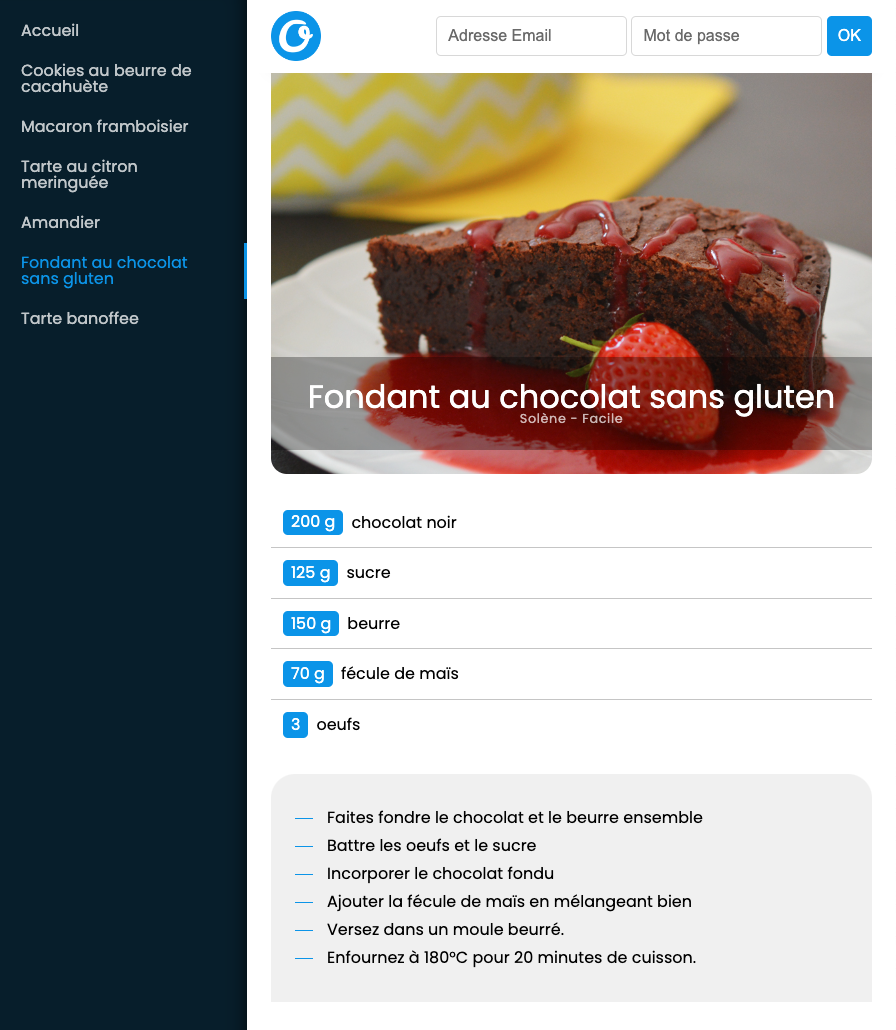 Accueil
Cookies au beurre de
cacahuète
Macaron framboisier
Tarte au citron
meringuée
Amandier
Fondant au chocolat
sans gluten
Tarte banoffee
O
Adresse Email
Mot de passe
OK
Fondant au chocolat sans gluten
Solène - Facile
200 g chocolat noir
125 g sucre
150 g beurre
70 g fécule de maïs
3 oeufs
Faites fondre le chocolat et le beurre ensemble
Battre les oeufs et le sucre
Incorporer le chocolat fondu
Ajouter la fécule de maïs en mélangeant bien
Versez dans un moule beurré.
Enfournez à 180°C pour 20 minutes de cuisson.